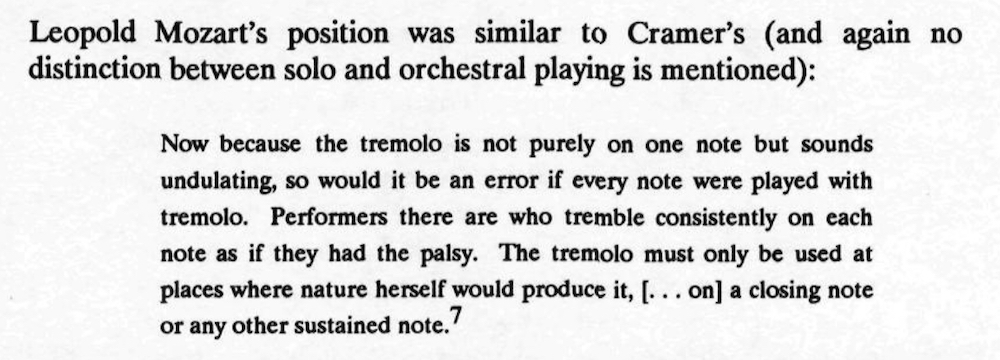 Leopold Mozart's position was similar to Cramer's (and again no
distinction between solo and orchestral playing is mentioned):
Now because the tremolo is not purely on one note but sounds
undulating, so would it be an error if every note were played with
tremolo. Performers there are who tremble consistently on each
note as if they had the palsy. The tremolo must only be used at
places where nature herself would produce it, [. . . on] a closing note
or any other sustained note.7